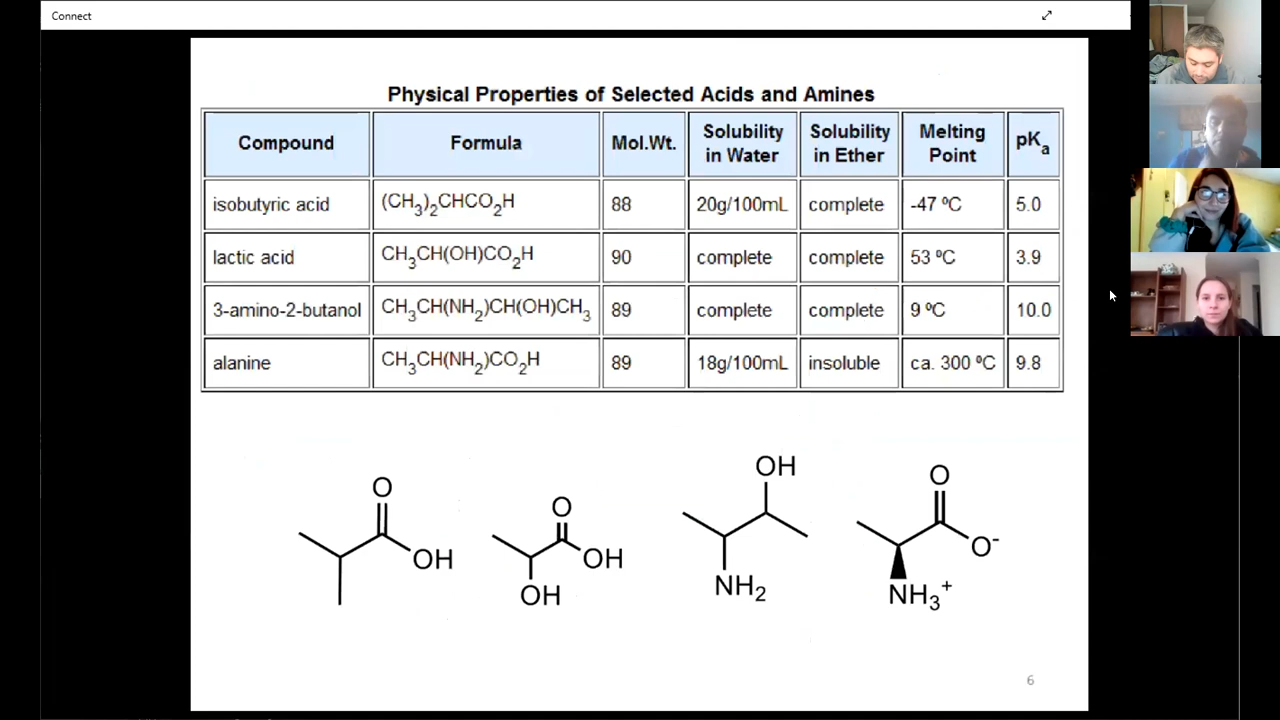 Connect
Physical Properties of Selected Acids and Amines
Compound Formula Mol.Wt. Solubility in Water Solubility in Ether Melting Point pKa
isobutyric acid (CH3)2CHCO2H 88 20g/100mL complete -47 ºC 5.0
lactic acid CH3CH(OH)CO2H 90 complete complete 53 ºC 3.9
3-amino-2-butanol CH3CH(NH2)CH(OH)CH3 89 complete complete 9 ºC 10.0
alanine CH3CH(NH2)CO2H 89 18g/100mL insoluble ca. 300 ºC 9.8
O
OH
O
OH
OH
OH
NH2
O
O-
NH3+
6